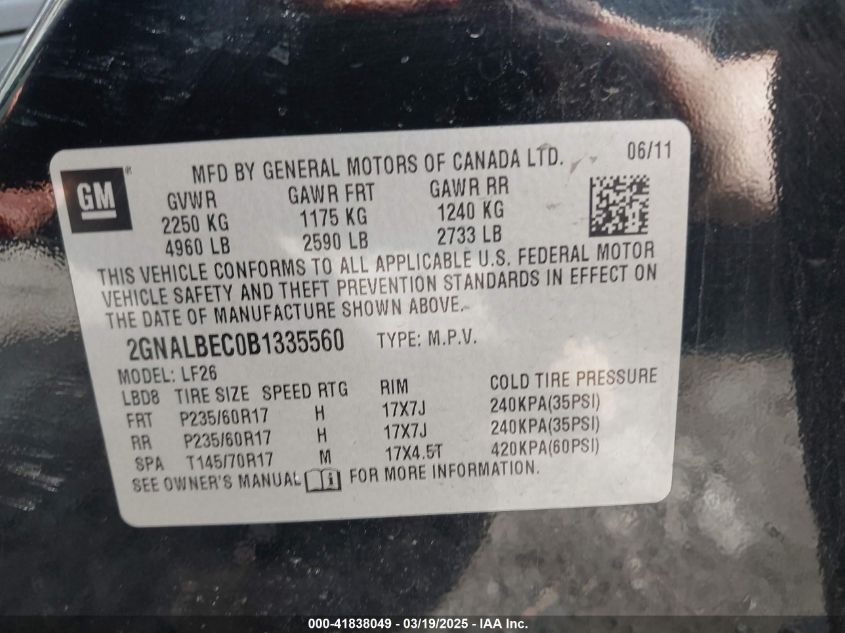 MFD BY GENERAL MOTORS OF CANADA LTD. 06/11
GM®
GVWR GAWR FRT GAWR RR
2250 KG 1175 KG 1240 KG
4960 LB 2590 LB 2733 LB
THIS VEHICLE CONFORMS TO ALL APPLICABLE U.S. FEDERAL MOTOR
VEHICLE SAFETY AND THEFT PREVENTION STANDARDS IN EFFECT ON
THE DATE OF MANUFACTURE SHOWN ABOVE.
2GNALBEC0B1335560 TYPE: M.P.V.
MODEL: LF26
LBD8 TIRE SIZE SPEED RTG RIM COLD TIRE PRESSURE
FRT P235/60R17 H 17X7J 240KPA(35PSI)
RR P235/60R17 H 17X7J 240KPA(35PSI)
SPA T145/70R17 M 17X4.5T 420KPA(60PSI)
SEE OWNER'S MANUAL FOR MORE INFORMATION.
000-41838049 - 03/19/2025 - IAA Inc.